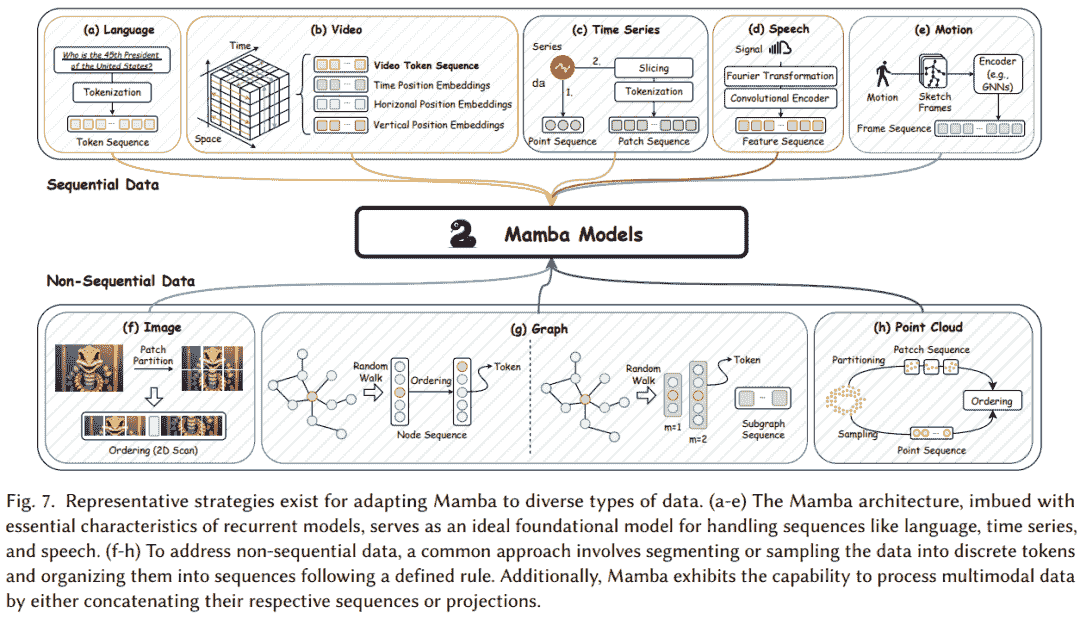 (a) Language
Who is the 45th President
of the United States?
Tokenization
Token Sequence
(b) Video
Time
Space
Video Token Sequence
Time Position Embeddings
Horizonal Position Embeddings
Vertical Position Embeddings
(c) Time Series
Series
da
2.
1.
Slicing
Tokenization
Point Sequence
Patch Sequence
(d) Speech
Signal
Fourier Transformation
Convolutional Encoder
Feature Sequence
(e) Motion
Motion
Sketch
Frames
Encoder
(e.g.,
GNNs)
Frame Sequence
Sequential Data
Mamba Models
Non-Sequential Data
(f) Image
Patch
Partition
Ordering (2D Scan)
(g) Graph
Random
Walk
Ordering
Token
Node Sequence
Random
Walk
m=1
m=2
Token
Subgraph
Sequence
(h) Point Cloud
Partitioning
Patcch Sequence
Ordering
Sampling
Point Sequence
Fig. 7. Representative strategies exist for adapting Mamba to diverse types of data. (a-e) The Mamba architecture, imbued with
essential characteristics of recurrent models, serves as an ideal foundational model for handling sequences like language, time series,
and speech. (f-h) To address non-sequential data, a common approach involves segmenting or sampling the data into discrete tokens
and organizing them into sequences following a defined rule. Additionally, Mamba exhibits the capability to process multimodal data
by either concatenating their respective sequences or projections.